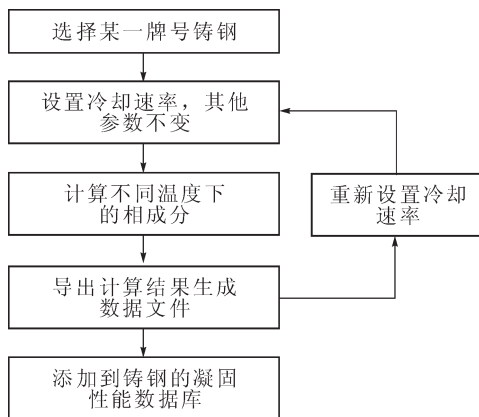 选择某一牌号铸钢
设置冷却速率，其他
参数不变
计算不同温度下
的相成分
重新设置冷却
速率
导出计算结果生成
数据文件
添加到铸钢的凝固
性能数据库